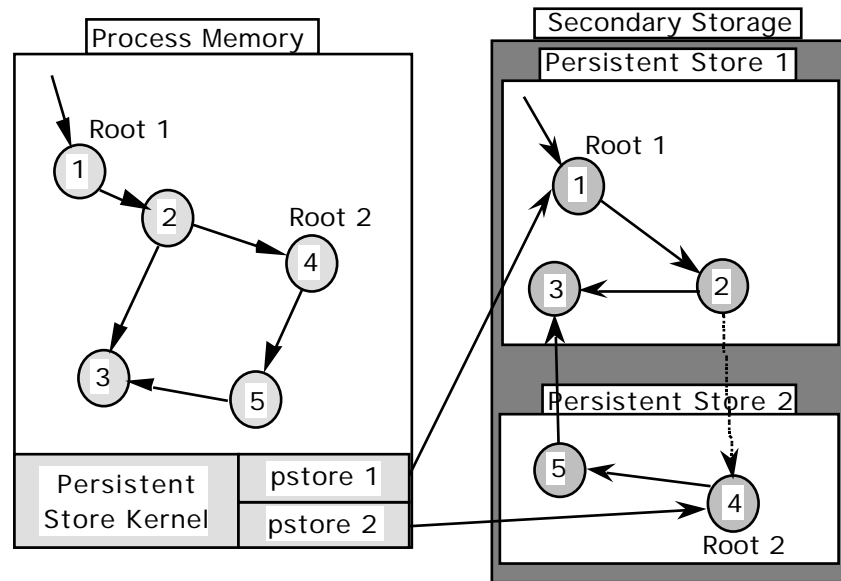 Process Memory
Root 1
1
2
Root 2
4
3
5
Persistent
Store Kernel
pstore 1
pstore 2
Secondary Storage
Persistent Store 1
Root 1
1
3
2
Persistent Store 2
5
4
Root 2